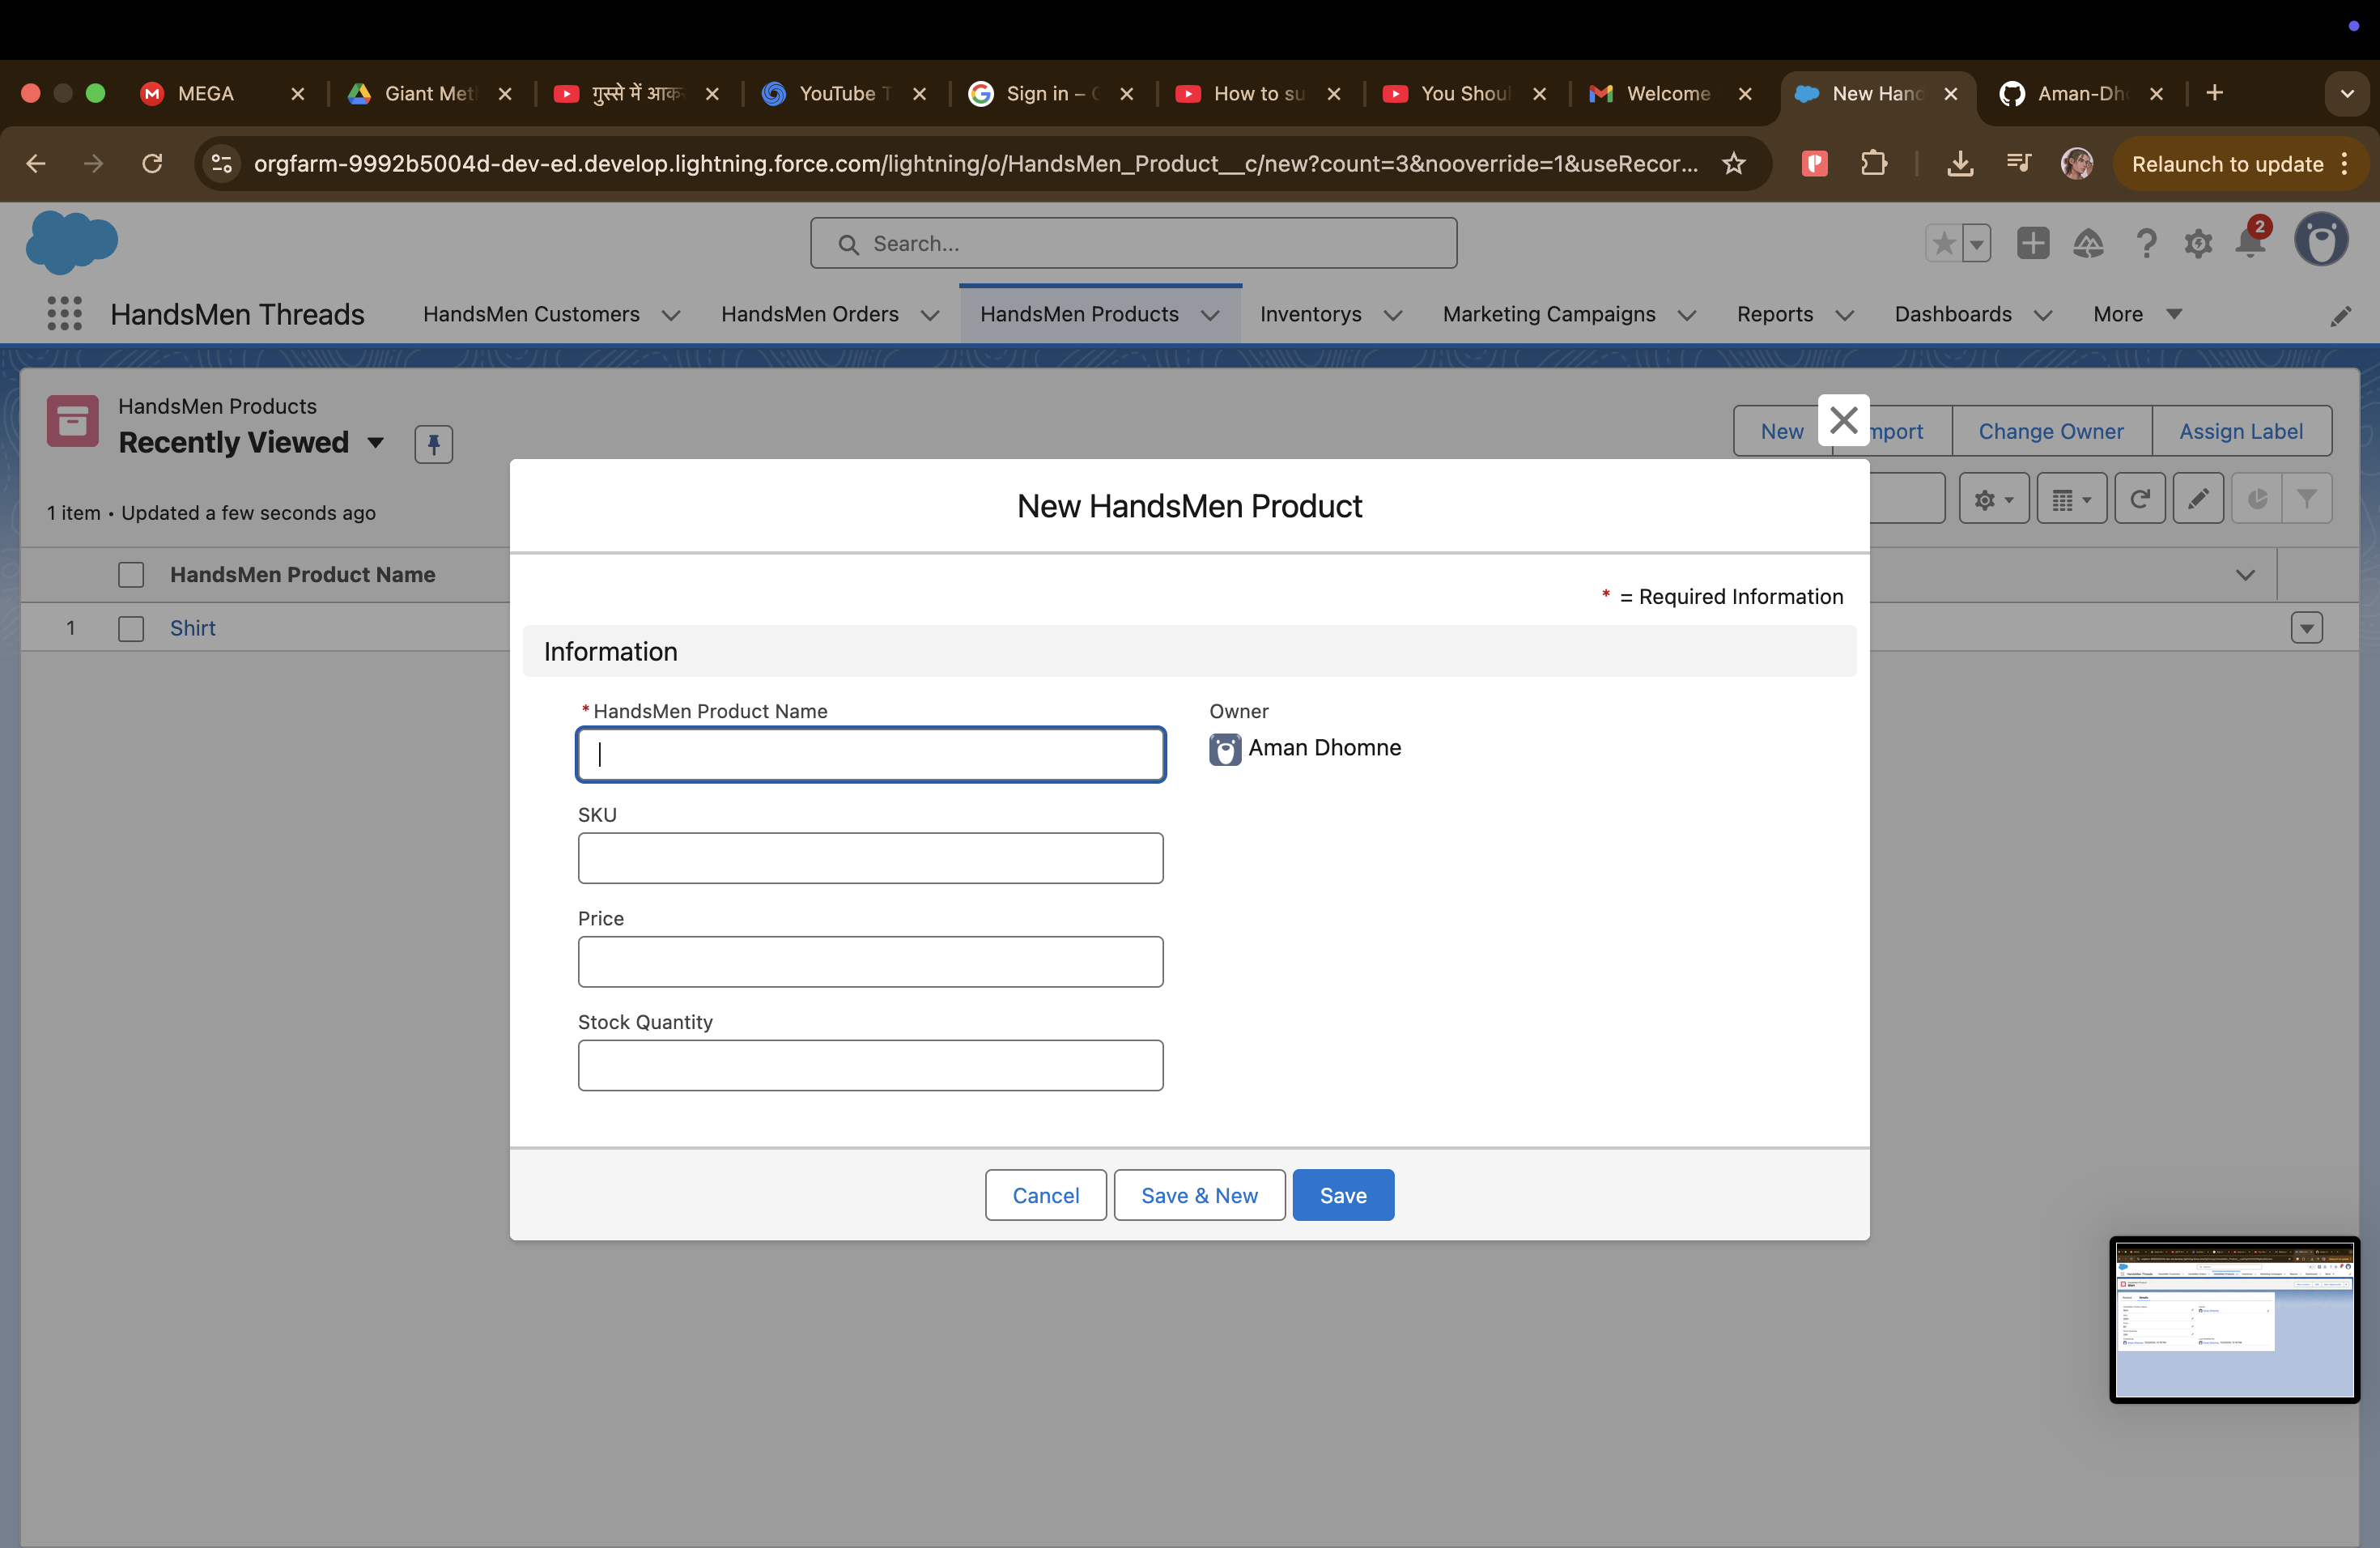 MEGA
Giant Met
गुस्से में आक
YouTube T
Sign in –
How to su
You Shoul
Welcome
New Hand
Aman-Dh
orgfarm-9992b5004d-dev-ed.develop.lightning.force.com/lightning/o/HandsMen_Product__c/new?count=3&nooverride=1&useRecor...
Relaunch to update
Search...
2
HandsMen Threads
HandsMen Customers
HandsMen Orders
HandsMen Products
Inventorys
Marketing Campaigns
Reports
Dashboards
More
HandsMen Products
Recently Viewed
New
mport
Change Owner
Assign Label
1 item • Updated a few seconds ago
HandsMen Product Name
1
Shirt
New HandsMen Product
* = Required Information
Information
* HandsMen Product Name
Owner
Aman Dhomne
SKU
Price
Stock Quantity
Cancel
Save & New
Save